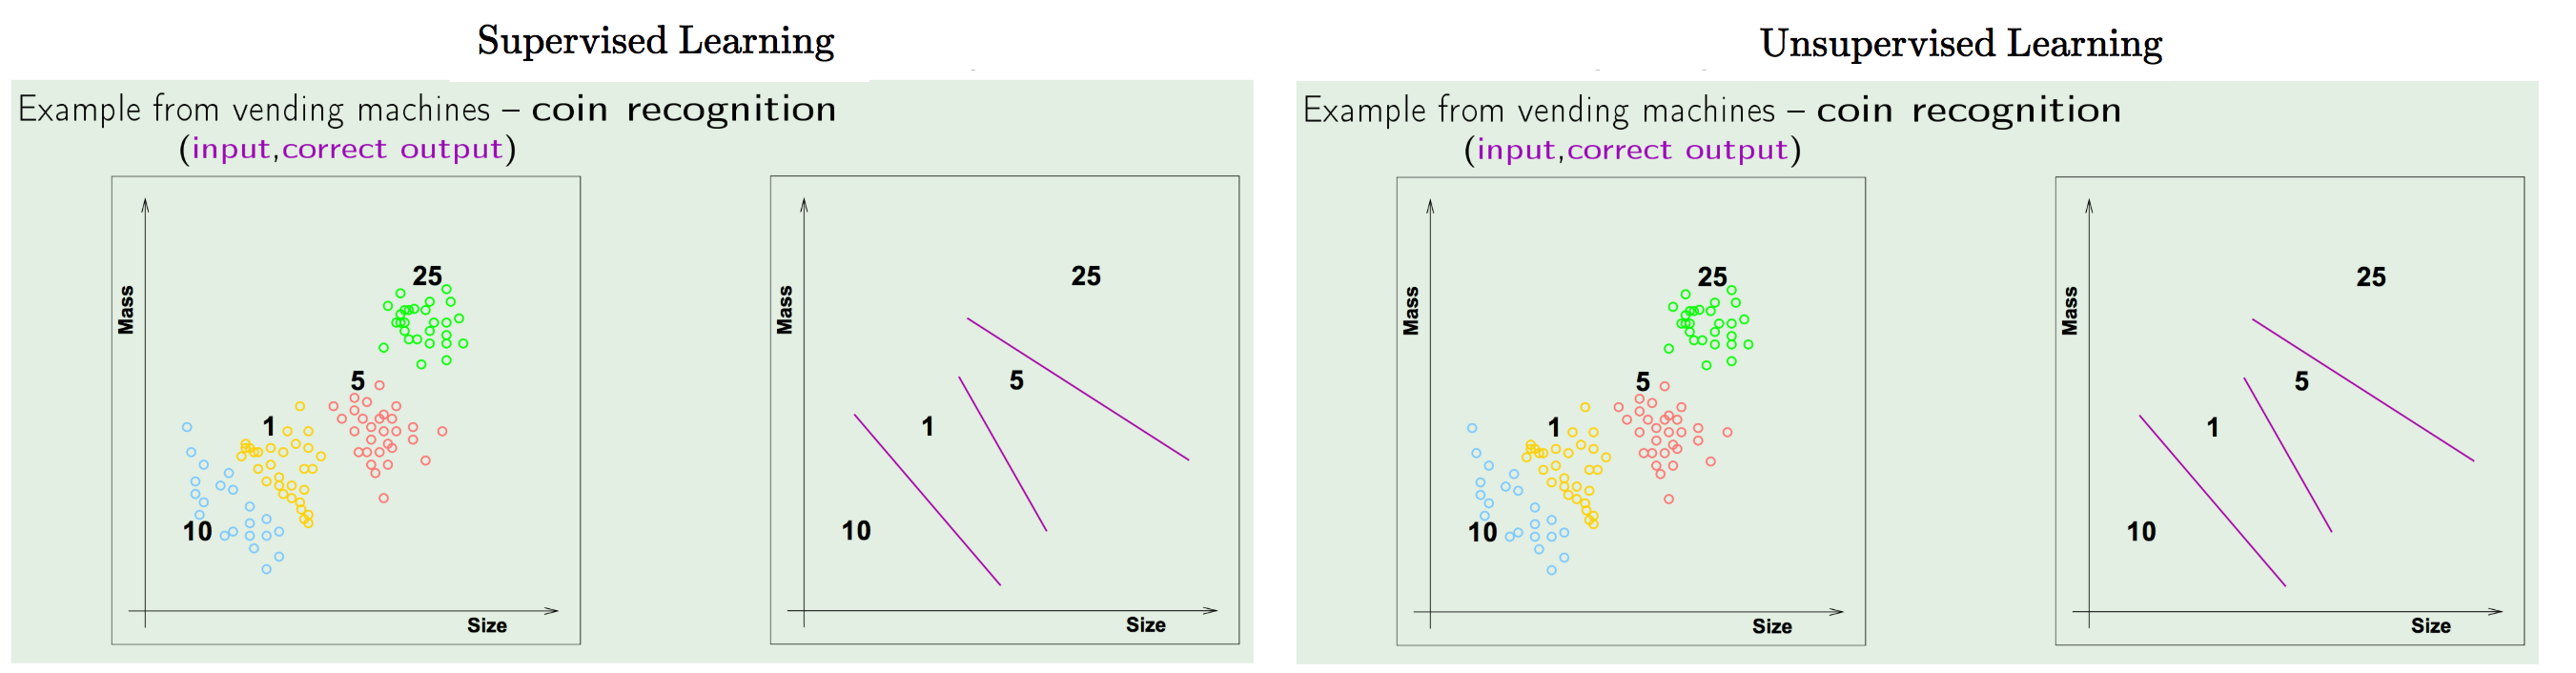 Supervised Learning
Example from vending machines – coin recognition
(input,correct output)
25
5
1
10
Mass
Size
25
5
1
10
Mass
Size
Unsupervised Learning
Example from vending machines – coin recognition
(input,correct output)
25
5
1
10
Mass
Size
25
5
1
10
Mass
Size